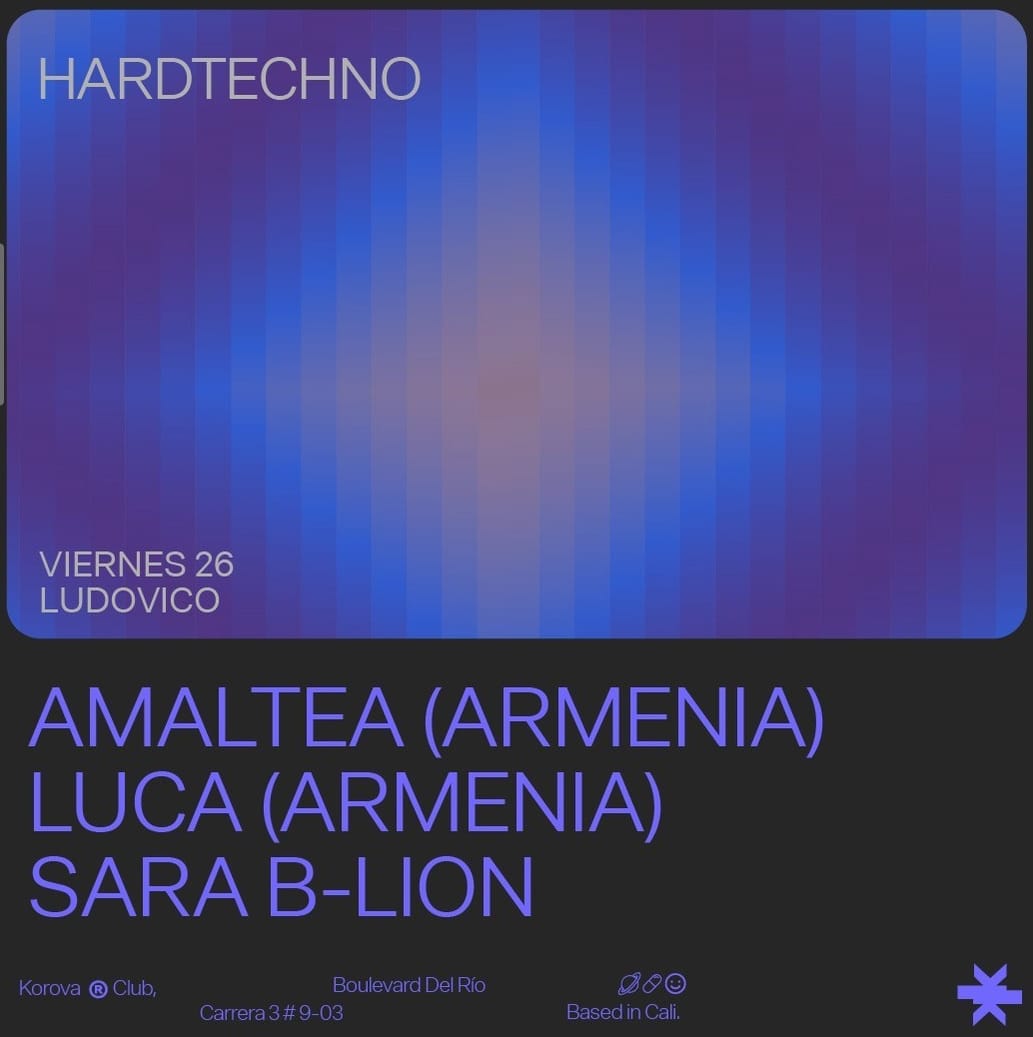 HARDTECHNO
VIERNES 26
LUDOVICO
AMALTEA (ARMENIA)
LUCA (ARMENIA)
SARA B-LION
Korova ® Club,
Carrera 3 # 9-03
Boulevard Del Río
Based in Cali.